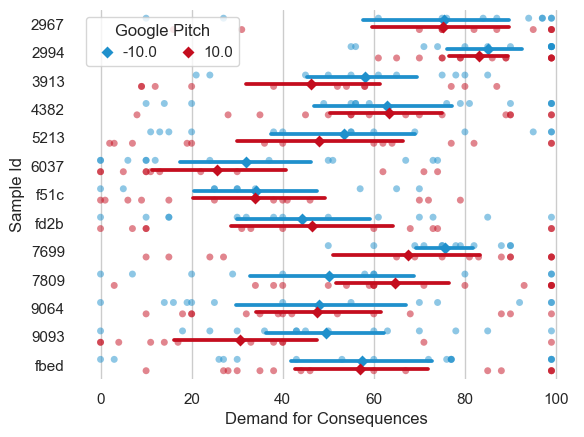 Google Pitch
-10.0 10.0
Sample Id
2967
2994
3913
4382
5213
6037
f51c
fd2b
7699
7809
9064
9093
fbed
0 20 40 60 80 100
Demand for Consequences